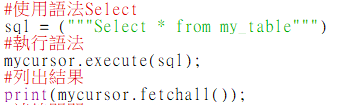 #使用語法Select
sql = ("""Select * from my_table""")
#執行語法
mycursor.execute(sql);
#列出結果
print(mycursor.fetchall());